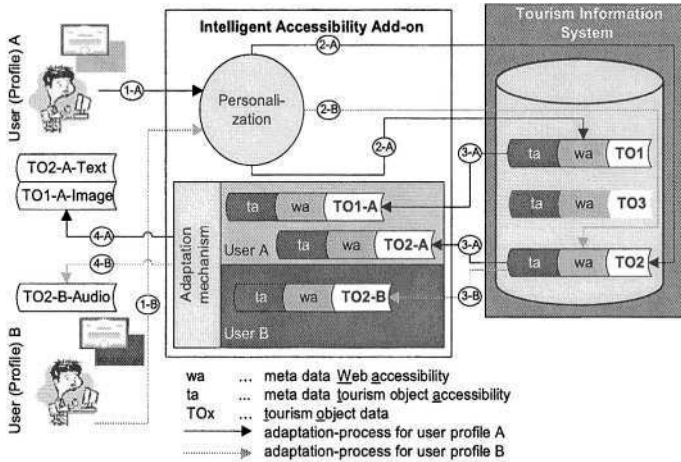 User (Profile) A
Intelligent Accessibility Add-on
Tourism Information
System
1-A
2-A
Personali-
zation
2-B
2-A
3-A
ta wa TO1
ta wa TO3
ta wa TO2
TO2-A-Text
TO1-A-Image
4-A
4-B
TO2-B-Audio
1-B
Adaptation
mechanism
ta wa TO1-A
User A
ta wa TO2-A
3-A
ta wa TO2-B
3-B
User B
User (Profile) B
wa ... meta data Web accessibility
ta ... meta data tourism object accessibility
TOx ... tourism object data
adaptation-process for user profile A
adaptation-process for user profile B